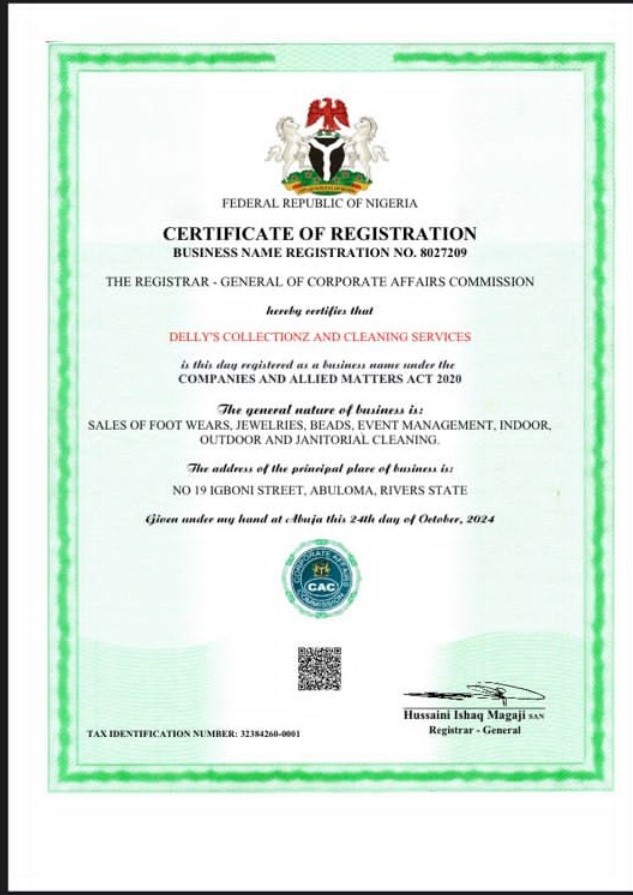 FEDERAL REPUBLIC OF NIGERIA
CERTIFICATE OF REGISTRATION
BUSINESS NAME REGISTRATION NO. 8027209
THE REGISTRAR - GENERAL OF CORPORATE AFFAIRS COMMISSION
hereby certifies that
DELLY'S COLLECTIONZ AND CLEANING SERVICES
is this day registered as a business name under the
COMPANIES AND ALLIED MATTERS ACT 2020
The general nature of business is:
SALES OF FOOT WEARS, JEWELRIES, BEADS, EVENT MANAGEMENT, INDOOR,
OUTDOOR AND JANITORIAL CLEANING.
The address of the principal place of business is:
NO 19 IGBONI STREET, ABULOMA, RIVERS STATE
Given under my hand at Abuja this 24th day of October, 2024
CORPORATE AFFAIRS
CAC
COMMISSION
Hussaini Ishaq Magaji SAN
Registrar - General
TAX IDENTIFICATION NUMBER: 32384260-0001